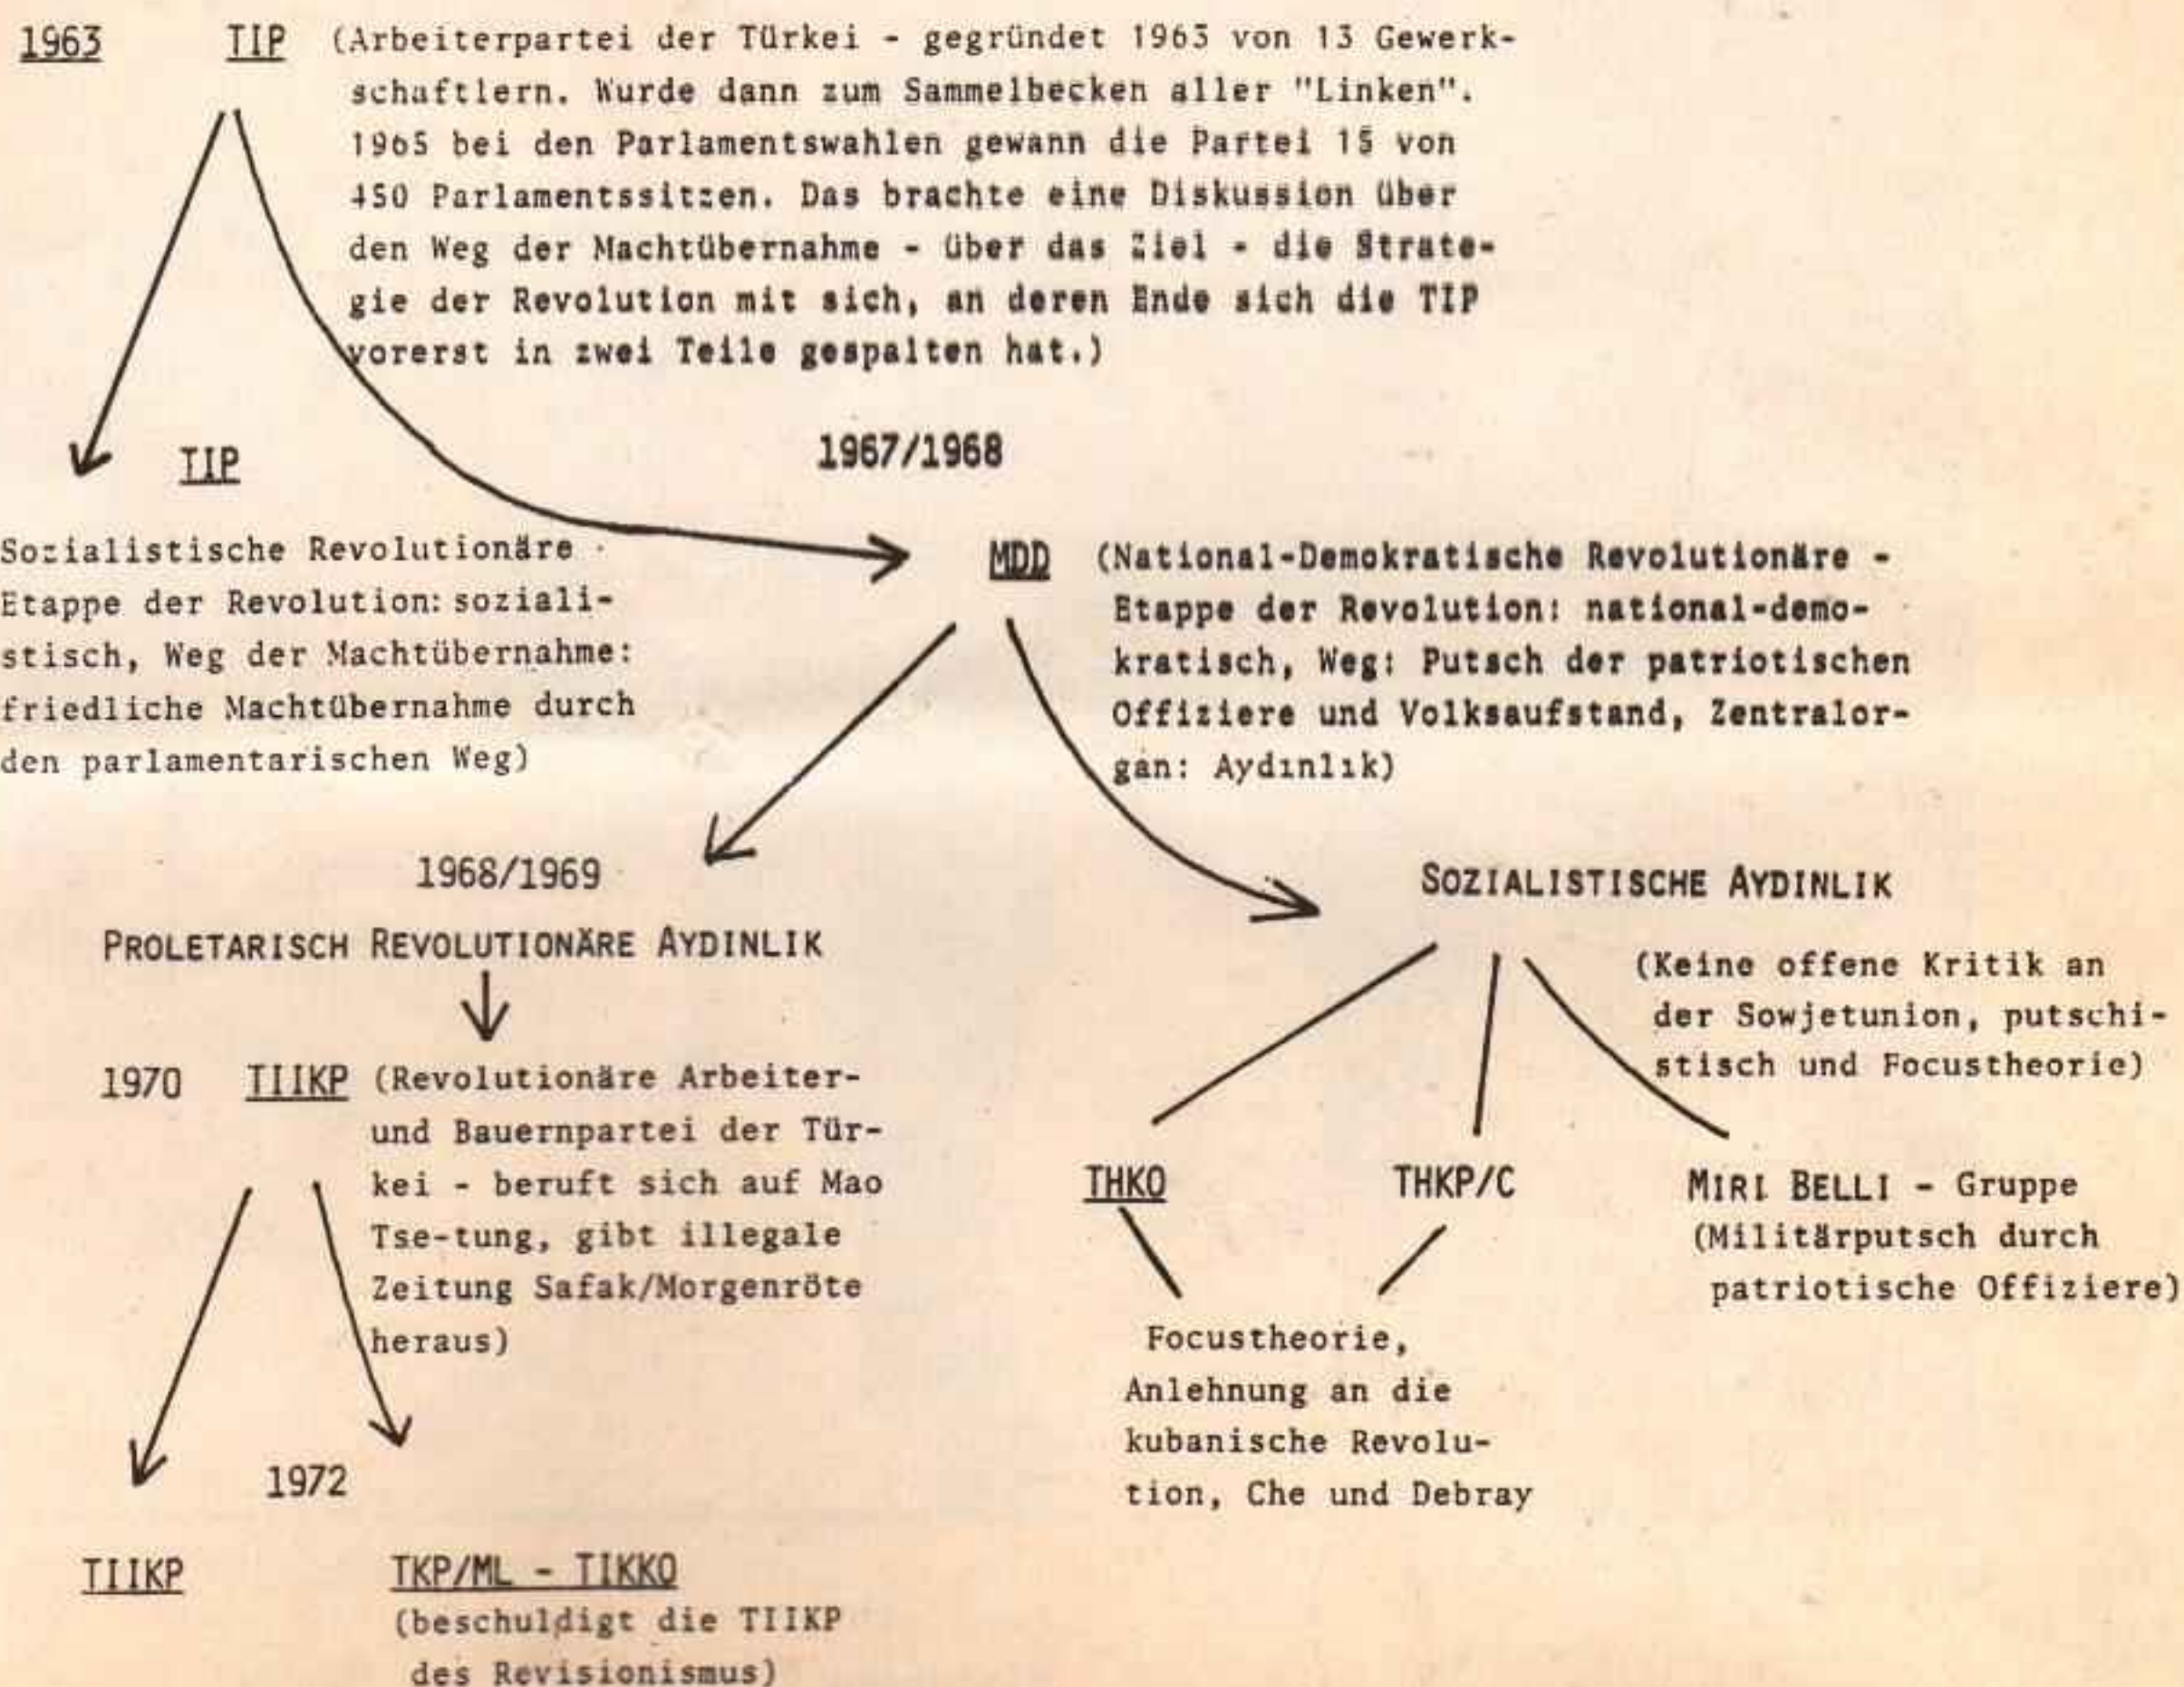 1963 TIP (Arbeiterpartei der Türkei - gegründet 1963 von 13 Gewerk-
schaftlern. Wurde dann zum Sammelbecken aller "Linken".
1965 bei den Parlamentswahlen gewann die Partei 15 von
450 Parlamentssitzen. Das brachte eine Diskussion über
den Weg der Machtübernahme - über das Ziel - die Strate-
gie der Revolution mit sich, an deren Ende sich die TIP
vorerst in zwei Teile gespalten hat.)
1967/1968
TIP
Sozialistische Revolutionäre -
Etappe der Revolution: soziali-
stisch, Weg der Machtübernahme:
friedliche Machtübernahme durch
den parlamentarischen Weg)
MDD (National-Demokratische Revolutionäre -
Etappe der Revolution: national-demo-
kratisch, Weg: Putsch der patriotischen
Offiziere und Volksaufstand, Zentralor-
gan: Aydınlık)
1968/1969
PROLETARISCH REVOLUTIONÄRE AYDINLIK
SOZIALISTISCHE AYDINLIK
(Keine offene Kritik an
der Sowjetunion, putschi-
stisch und Focustheorie)
1970 TIIKP (Revolutionäre Arbeiter-
und Bauernpartei der Tür-
kei - beruft sich auf Mao
Tse-tung, gibt illegale
Zeitung Safak/Morgenröte
heraus)
THKO
THKP/C
MIRI BELLI - Gruppe
(Militärputsch durch
patriotische Offiziere)
Focustheorie,
Anlehnung an die
kubanische Revolu-
tion, Che und Debray
1972
TIIKP
TKP/ML - TIKKO
(beschuldigt die TIIKP
des Revisionismus)